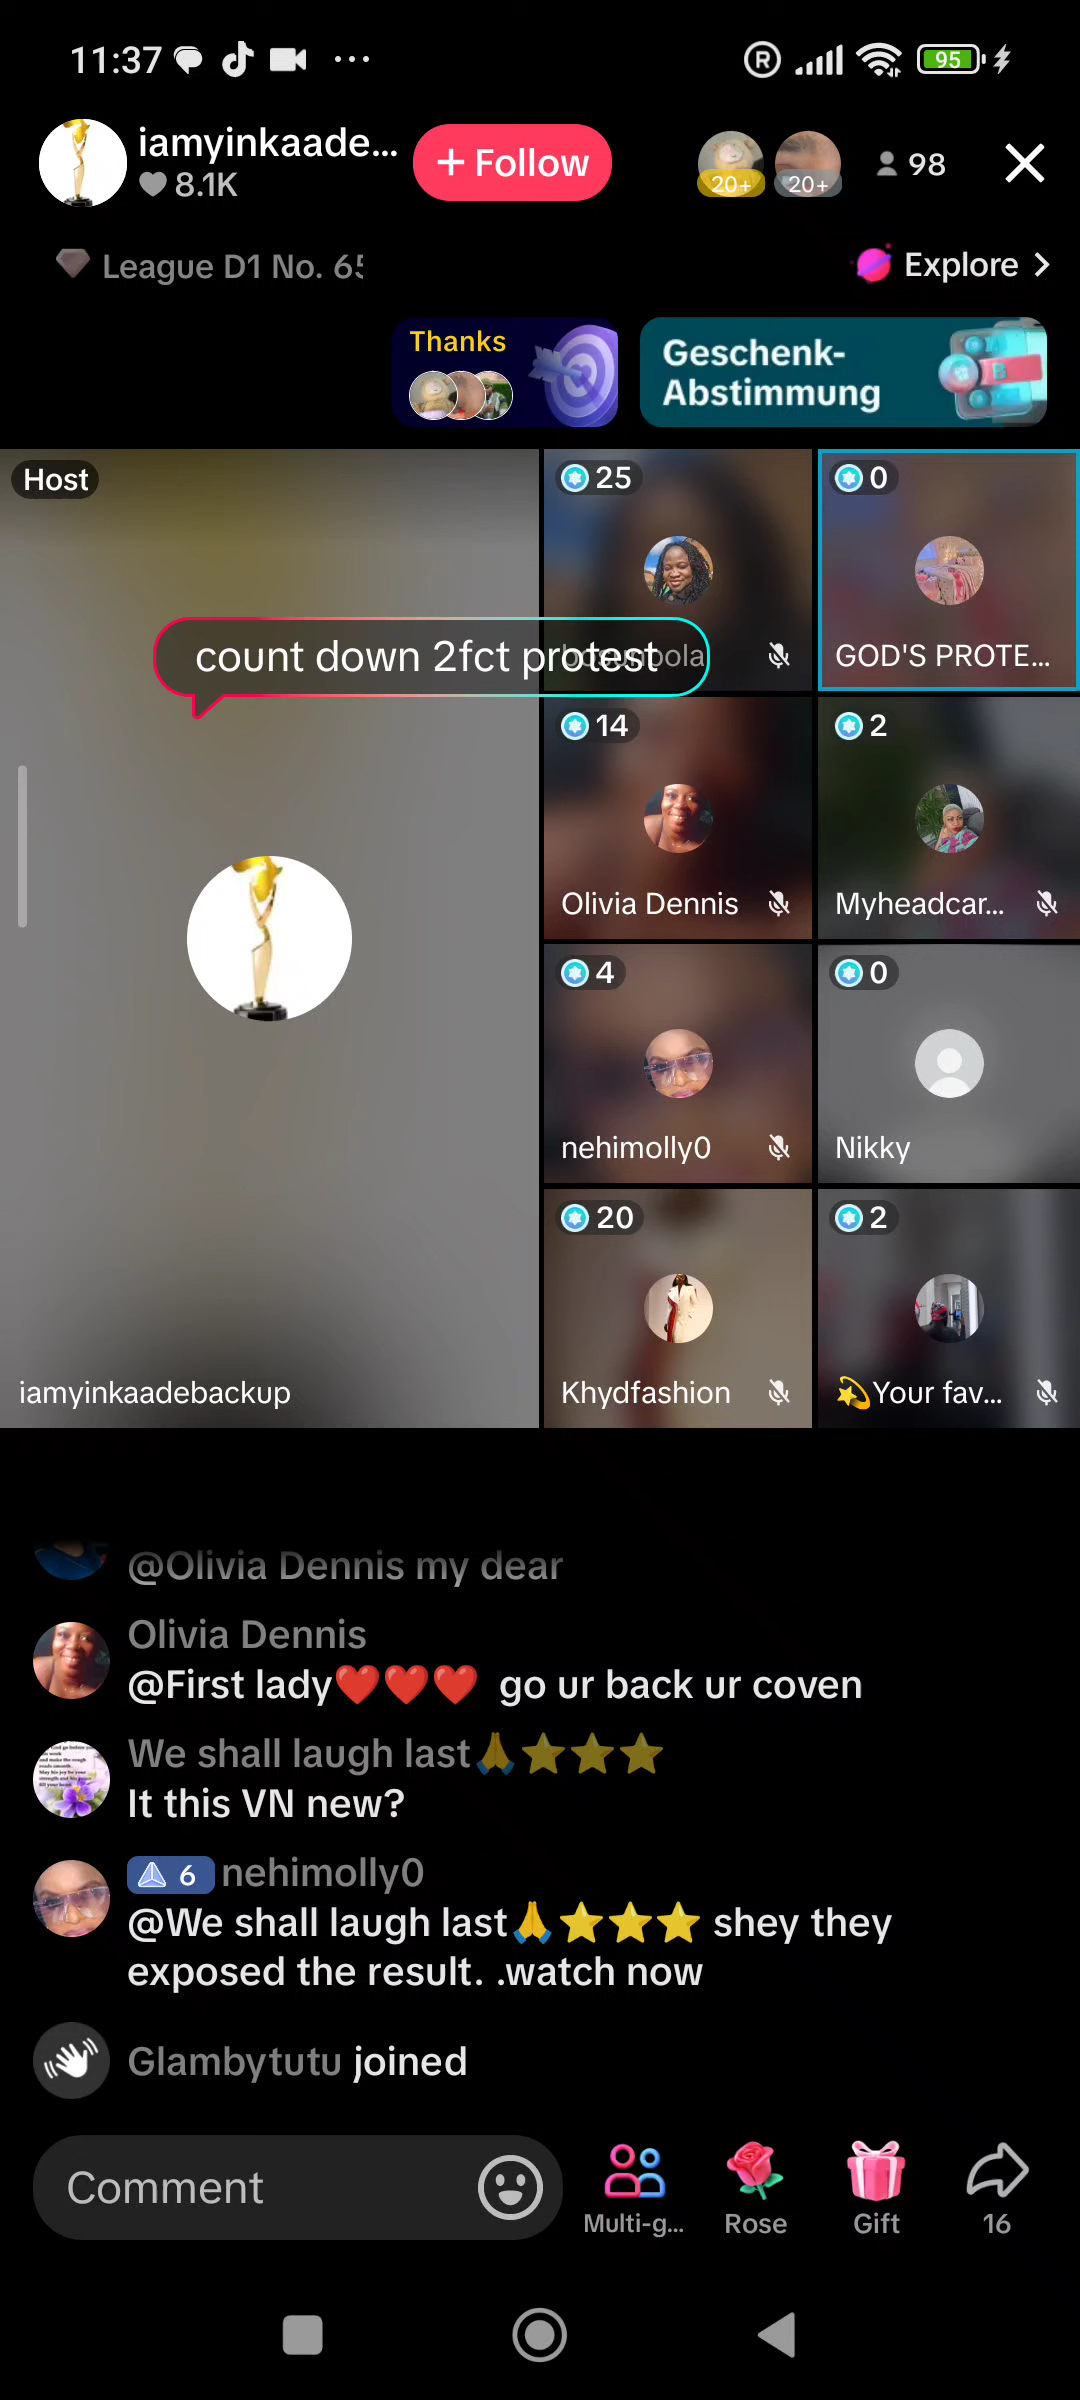 11:37
R
95
iamyinkaade...
8.1K
+ Follow
20+
20+
98
League D1 No. 65
Explore >
Thanks
Geschenk-
Abstimmung
Host
25
0
count down 2fct protest
GOD'S PROTE...
14
2
Olivia Dennis
Myheadcar...
4
0
nehimolly0
Nikky
20
2
iamyinkaadebackup
Khydfashion
💫Your fav...
@Olivia Dennis my dear
Olivia Dennis
@First lady❤️❤️❤️ go ur back ur coven
We shall laugh last🙏⭐⭐⭐
It this VN new?
6 nehimolly0
@We shall laugh last🙏⭐⭐⭐ shey they
exposed the result. .watch now
Glambytutu joined
Comment
Multi-g...
Rose
Gift
16